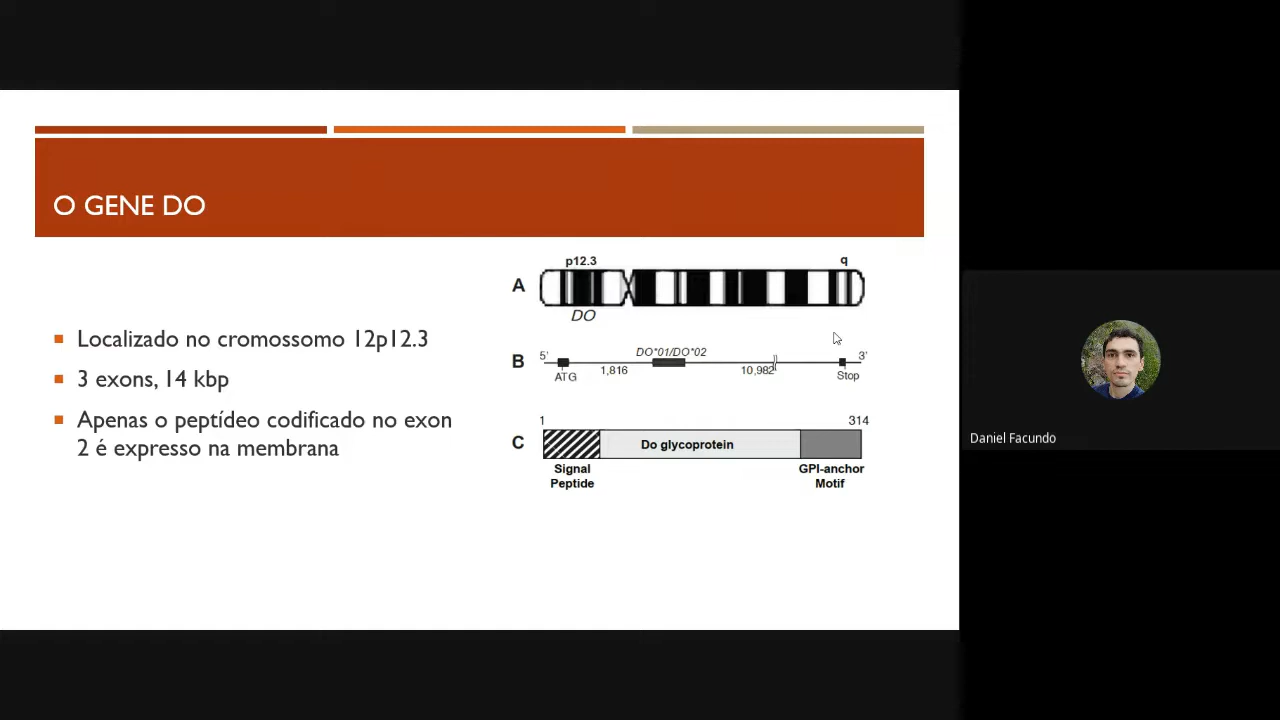 O GENE DO
Localizado no cromossomo 12p12.3
3 exons, 14 kbp
Apenas o peptídeo codificado no exon
2 é expresso na membrana
p12.3
q
A
DO
B
5'
DO*01/DO*02
3'
ATG
1,816
10,982
Stop
1
314
C
Do glycoprotein
Signal
Peptide
GPI-anchor
Motif
Daniel Facundo